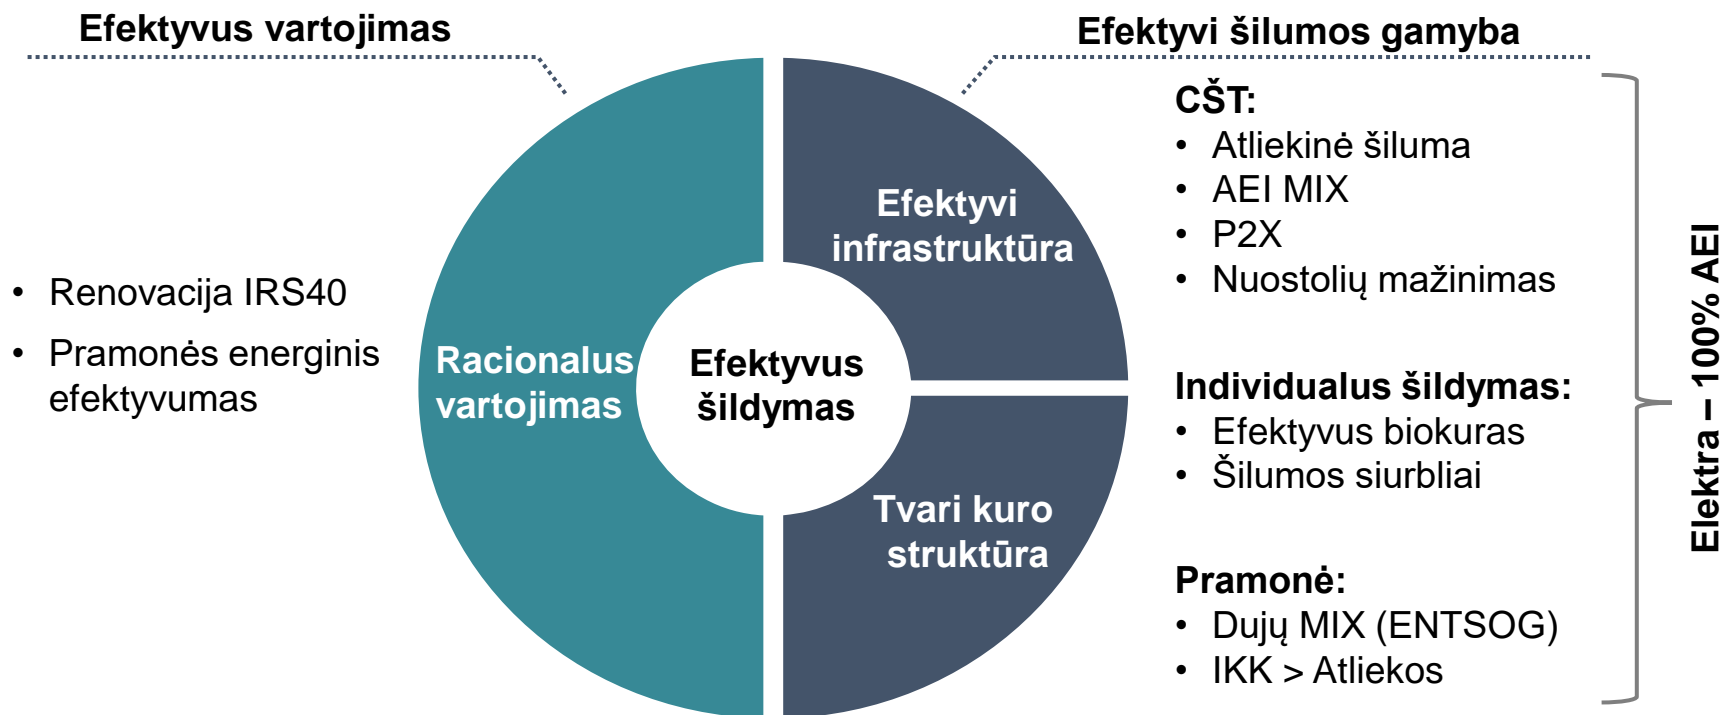 Efektyvus vartojimas
• Renovacija IRS40
• Pramonės energinis
efektyvumas
Racionalus
vartojimas
Efektyvus
šildymas
Efektyvi
infrastruktūra
Tvari kuro
struktūra
Efektyvi šilumos gamyba
CŠT:
• Atliekinė šiluma
• AEI MIX
• P2X
• Nuostolių mažinimas
Individualus šildymas:
• Efektyvus biokuras
• Šilumos siurbliai
Pramonė:
• Dujų MIX (ENTSOG)
• IKK > Atliekos
Elektra – 100% AEI